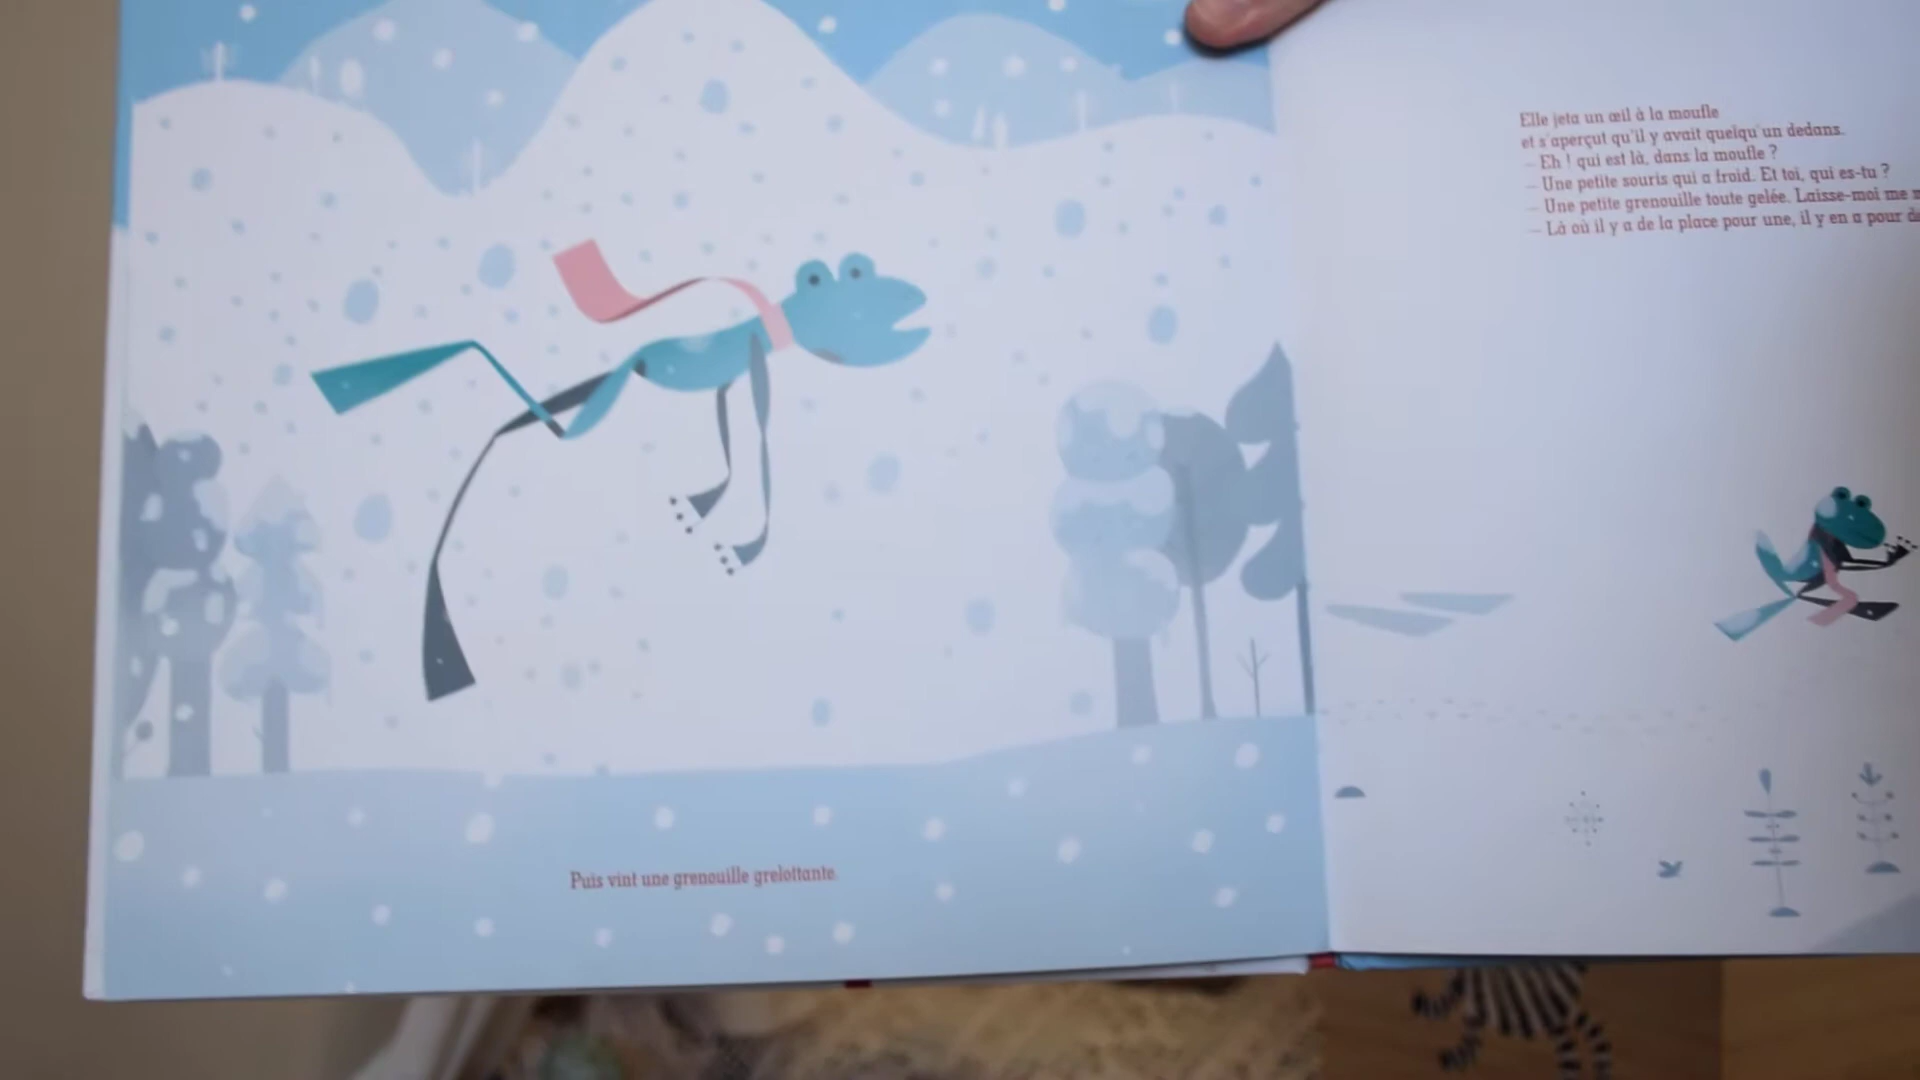 Puis vint une grenouille grelottante.
Elle jeta un œil à la moufle
et s'aperçut qu'il y avait quelqu'un dedans.
– Eh ! qui est là, dans la moufle ?
– Une petite souris qui a froid. Et toi, qui es-tu ?
– Une petite grenouille toute gelée. Laisse-moi me
– Là où il y a de la place pour une, il y en a pour